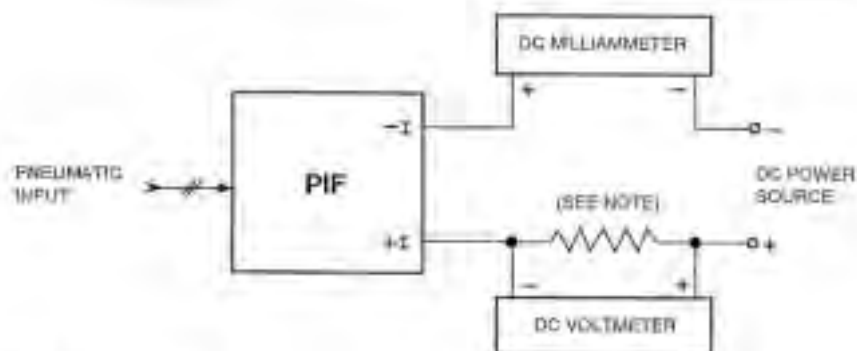 DC MILLIAMMETER
+ −
−I
−
PNEUMATIC
INPUT
PIF
DC POWER
SOURCE
(SEE NOTE)
+I
+
− +
DC VOLTMETER